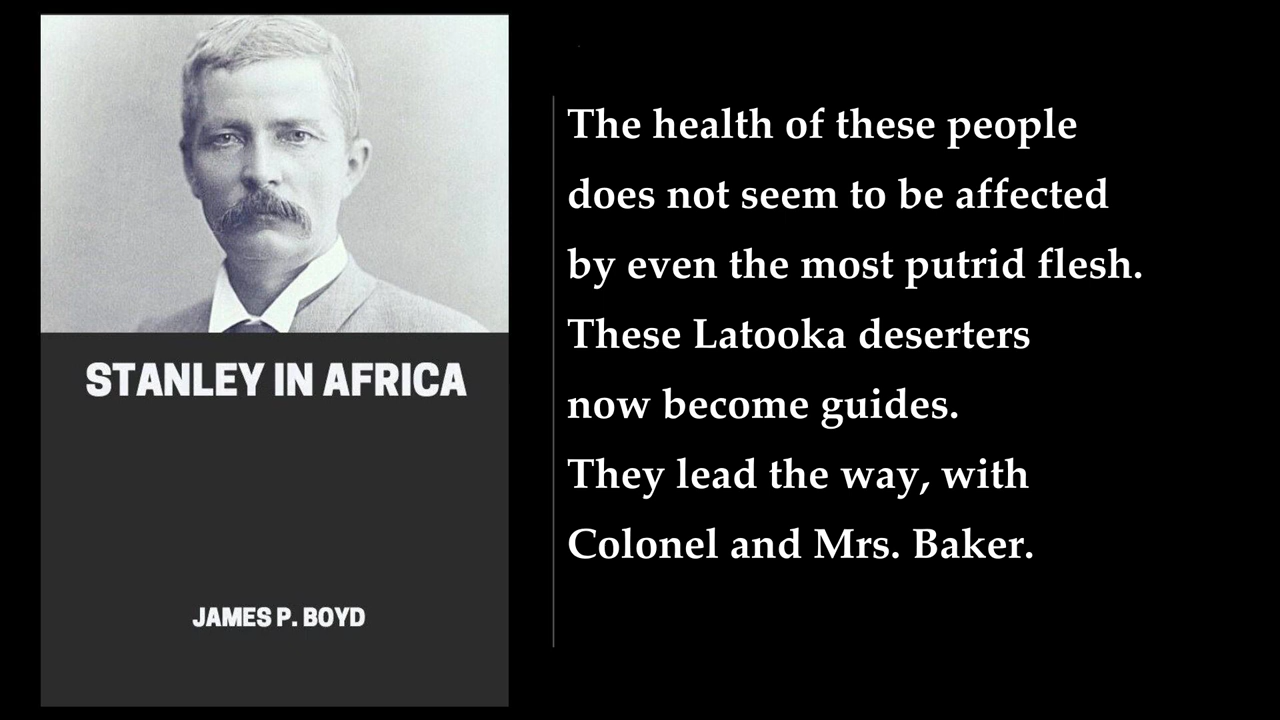 STANLEY IN AFRICA
JAMES P. BOYD
The health of these people
does not seem to be affected
by even the most putrid flesh.
These Latooka deserters
now become guides.
They lead the way, with
Colonel and Mrs. Baker.